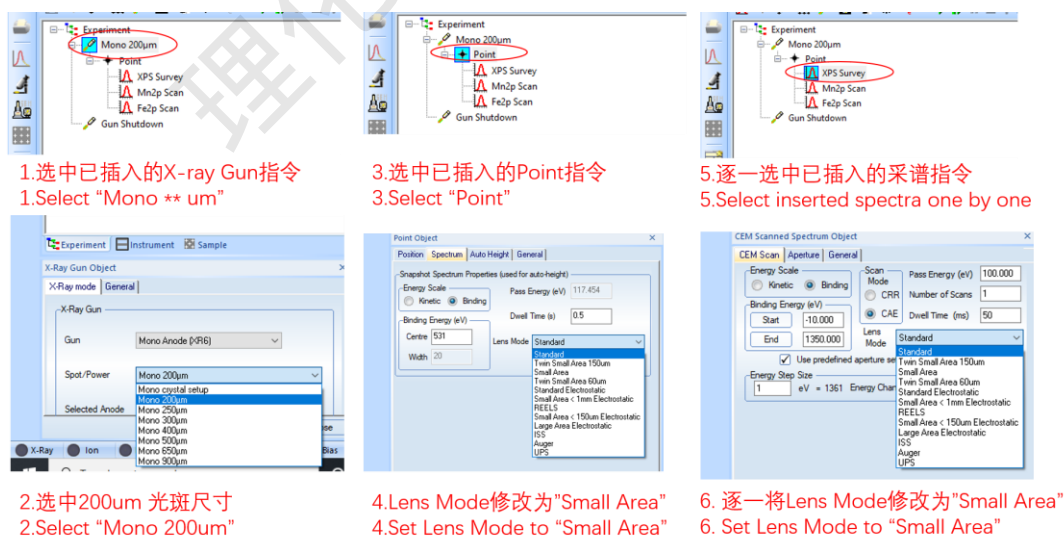 Experiment
Mono 200μm
Point
XPS Survey
Mn2p Scan
Fe2p Scan
Gun Shutdown
1.选中已插入的X-ray Gun指令
1.Select “Mono ** um”
Experiment
Mono 200μm
Point
XPS Survey
Mn2p Scan
Fe2p Scan
Gun Shutdown
3.选中已插入的Point指令
3.Select “Point”
Experiment
Mono 200μm
Point
XPS Survey
Mn2p Scan
Fe2p Scan
Gun Shutdown
5.逐一选中已插入的采谱指令
5.Select inserted spectra one by one
Experiment Instrument Sample
X-Ray Gun Object
X-Ray mode General
X-Ray Gun
Gun Mono Anode (XR6)
Spot/Power Mono 200μm
Mono crystal setup
Mono 200μm
Mono 250μm
Mono 300μm
Mono 400μm
Mono 500μm
Mono 650μm
Mono 900μm
Selected Anode
X-Ray Ion Bias
2.选中200um 光斑尺寸
2.Select “Mono 200um”
Point Object
Position Spectrum Auto Height General
Snapshot Spectrum Properties (used for auto-height)
Energy Scale
Kinetic Binding
Pass Energy (eV) 117.454
Binding Energy (eV)
Dwell Time (s) 0.5
Centre 531
Width 20
Lens Mode Standard
Standard
Twin Small Area 150um
Small Area
Twin Small Area 60um
Standard Electrostatic
Small Area < 1mm Electrostatic
REELS
Small Area < 150um Electrostatic
Large Area Electrostatic
ISS
Auger
UPS
4.Lens Mode修改为”Small Area”
4.Set Lens Mode to “Small Area”
CEM Scanned Spectrum Object
CEM Scan Aperture General
Energy Scale
Kinetic Binding
Scan Mode
CRR
CAE
Pass Energy (eV) 100.000
Number of Scans 1
Dwell Time (ms) 50
Binding Energy (eV)
Start -10.000
End 1350.000
Lens Mode Standard
Use predefined aperture se
Energy Step Size
1 eV = 1361 Energy Chan
Standard
Twin Small Area 150um
Small Area
Twin Small Area 60um
Standard Electrostatic
Small Area < 1mm Electrostatic
REELS
Small Area < 150um Electrostatic
Large Area Electrostatic
ISS
Auger
UPS
6. 逐一将Lens Mode修改为”Small Area”
6. Set Lens Mode to “Small Area”